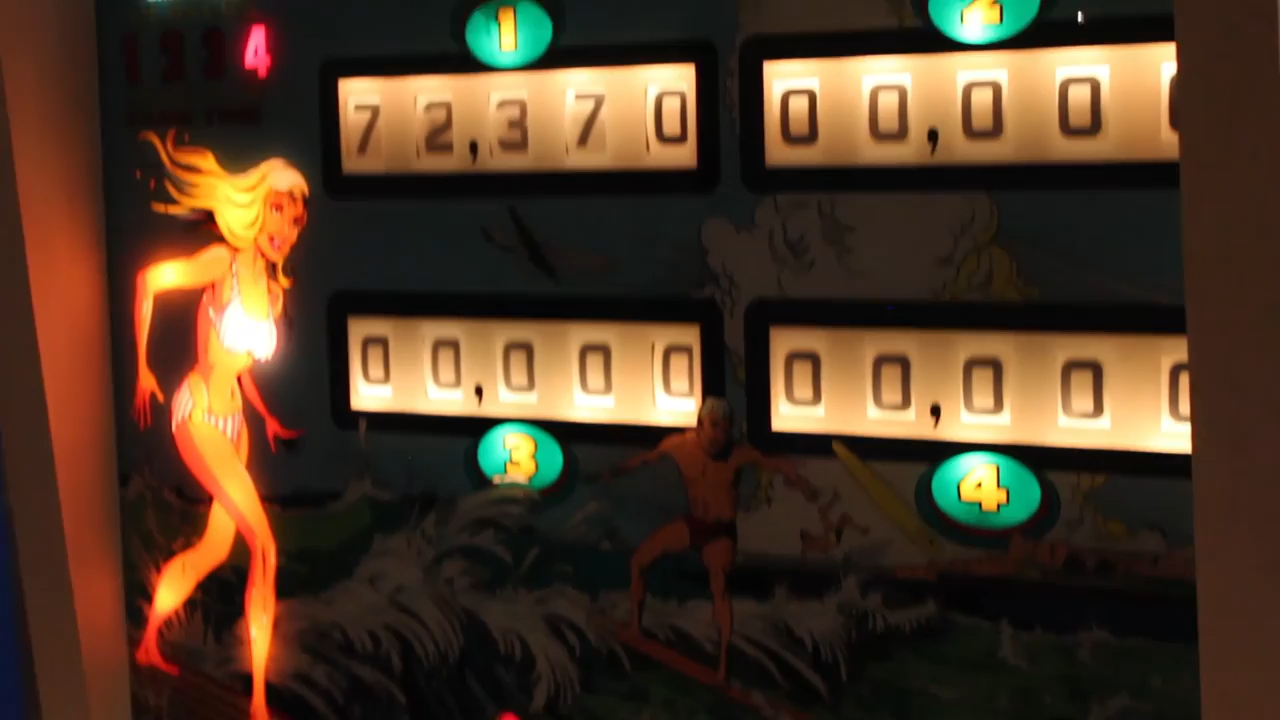 1 2
1 2 3 4
72,370 00,000
00,000 00,000
3 4